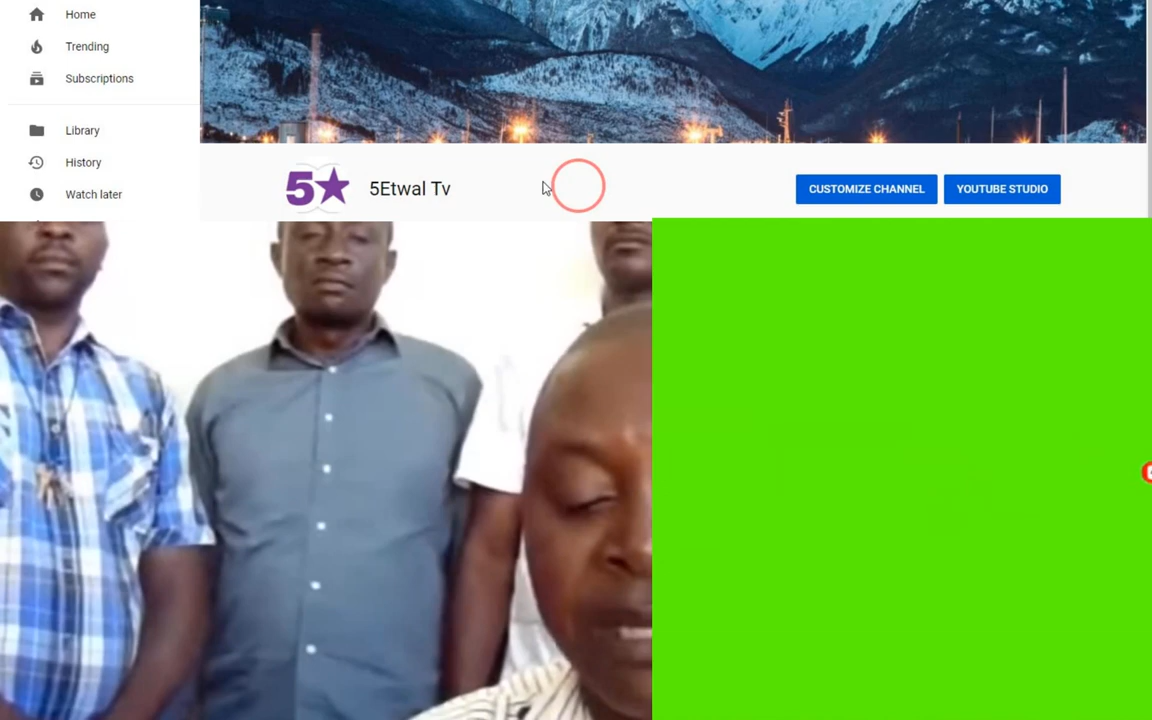 Home
Trending
Subscriptions
Library
History
Watch later
5
5Etwal Tv
CUSTOMIZE CHANNEL
YOUTUBE STUDIO